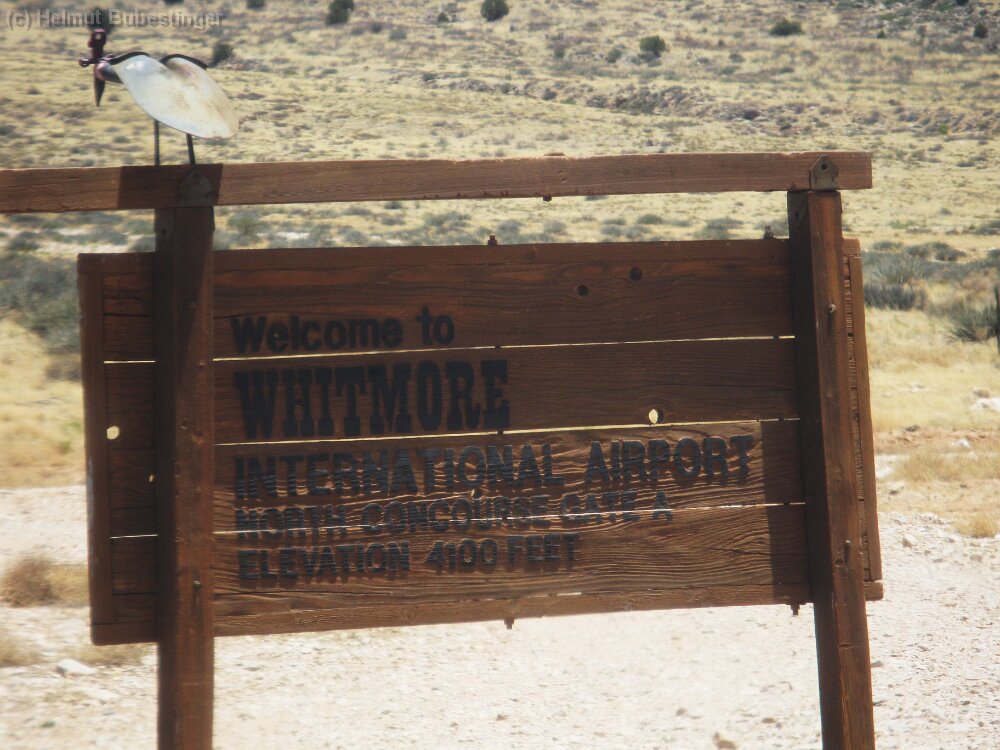 (c) Helmut Bubestinger
Welcome to
WHITMORE
INTERNATIONAL AIRPORT
NORTH CONCOURSE GATE A
ELEVATION 4100 FEET